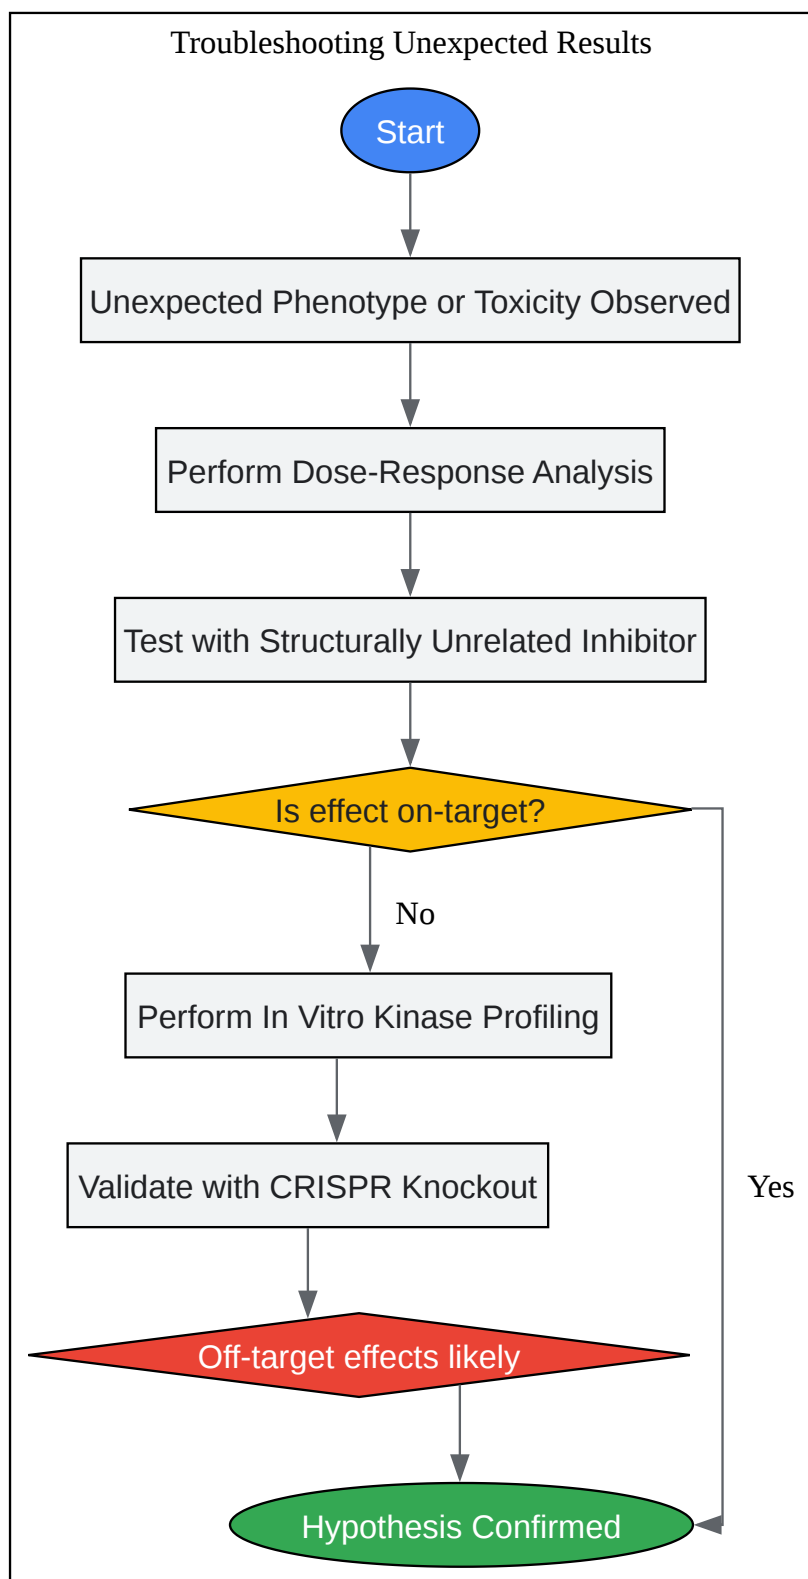 Troubleshooting Unexpected Results
Start
Unexpected Phenotype or Toxicity Observed
Perform Dose-Response Analysis
Test with Structurally Unrelated Inhibitor
Is effect on-target?
No
Perform In Vitro Kinase Profiling
Validate with CRISPR Knockout
Yes
Off-target effects likely
Hypothesis Confirmed